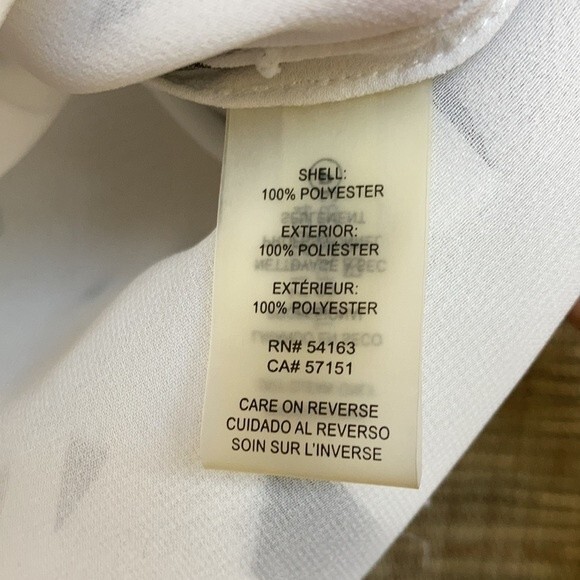 SHELL:
100% POLYESTER
EXTERIOR:
100% POLIÉSTER
EXTÉRIEUR:
100% POLYESTER
RN# 54163
CA# 57151
CARE ON REVERSE
CUIDADO AL REVERSO
SOIN SUR L'INVERSE